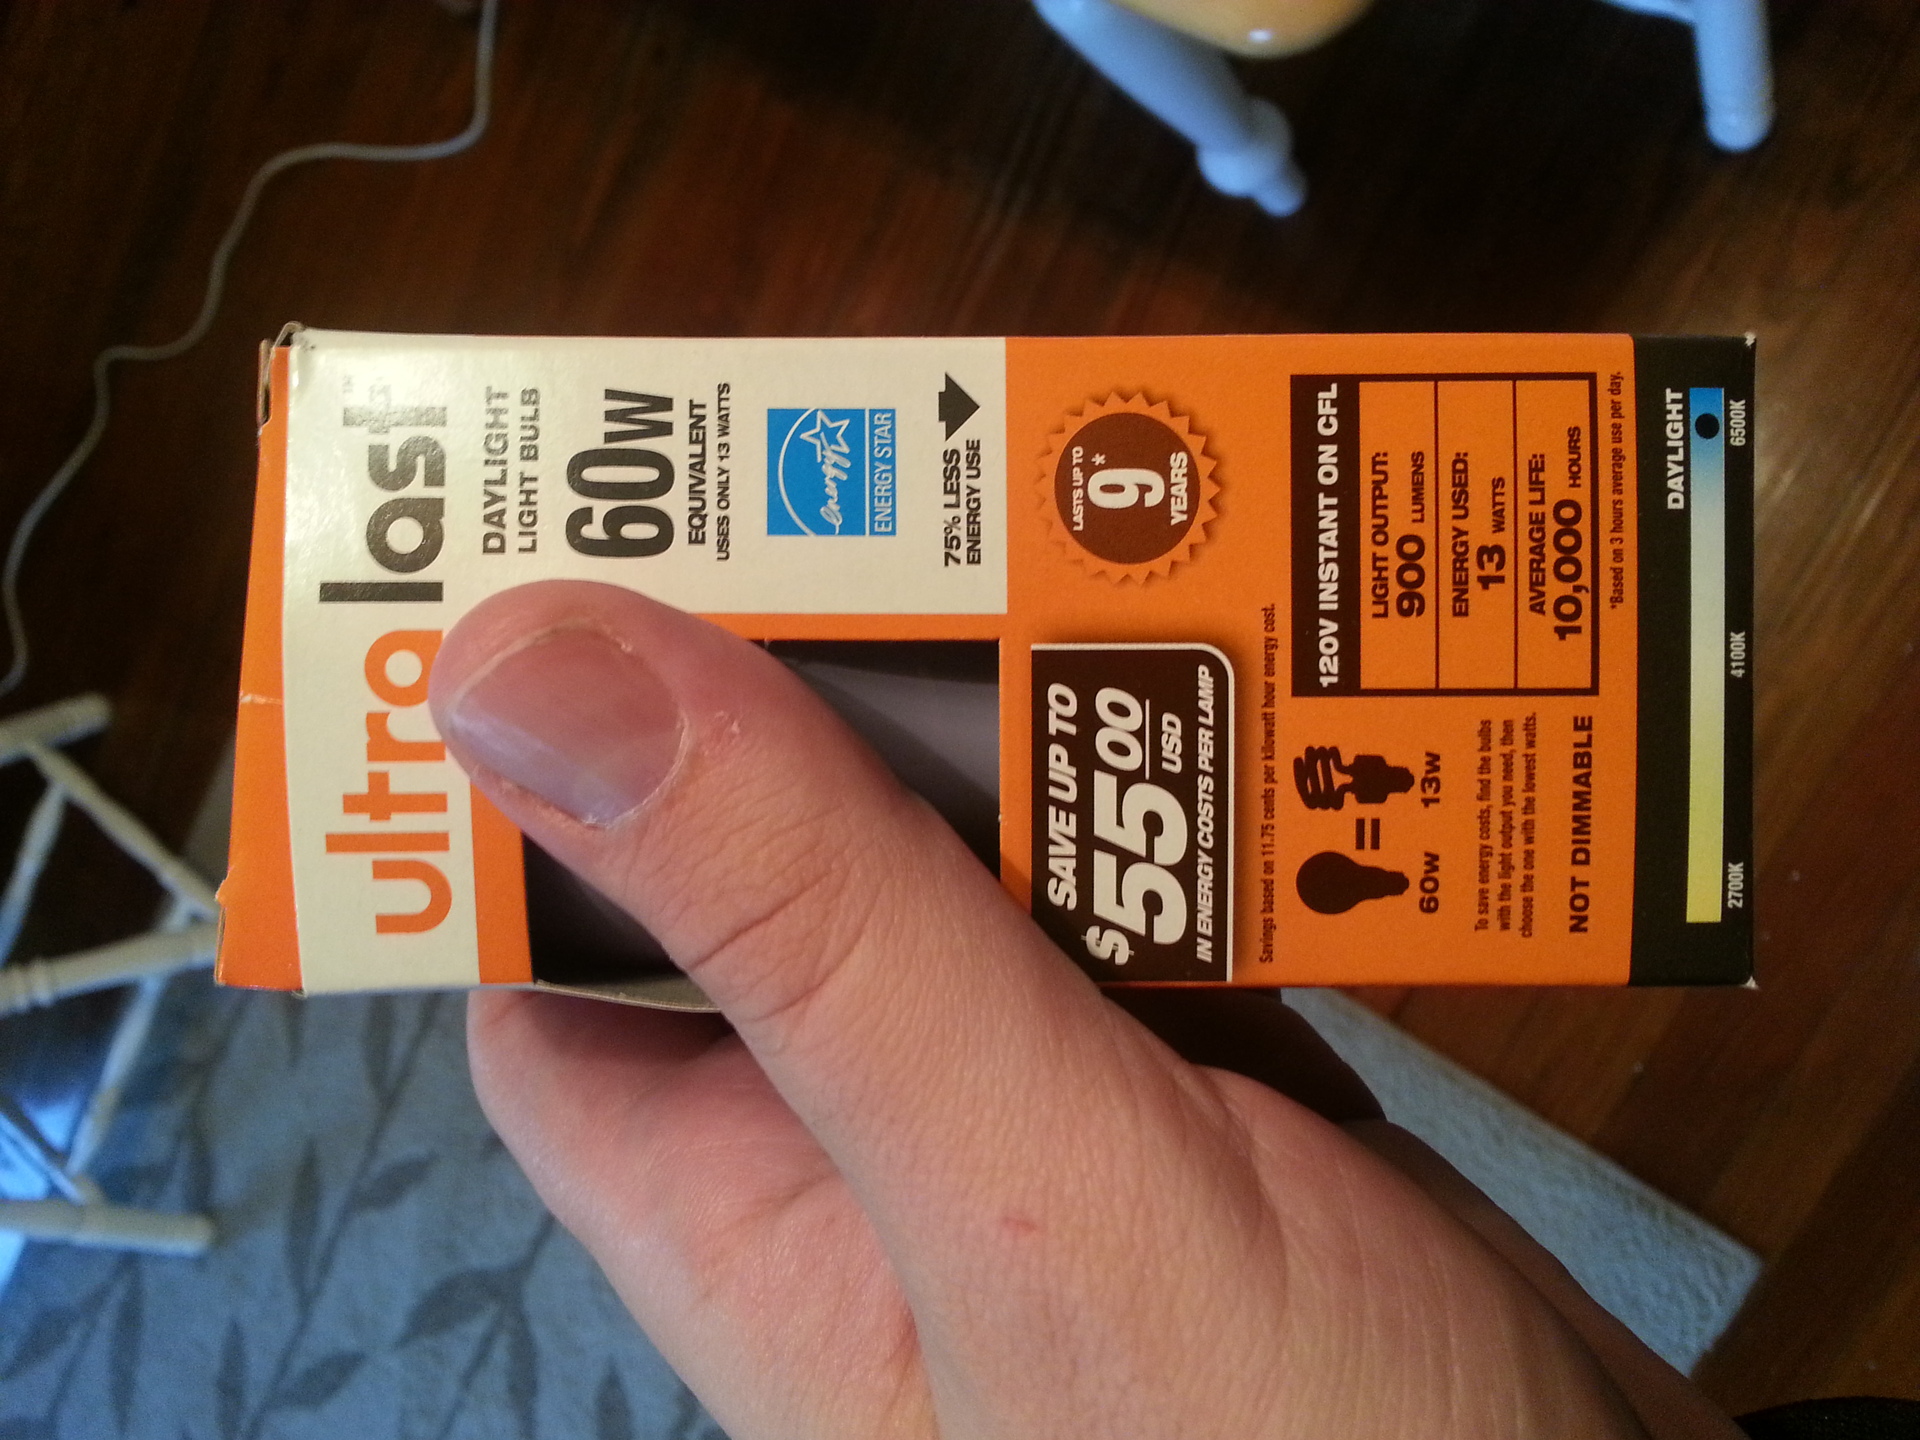 ultralast
DAYLIGHT
LIGHT BULB
60w
EQUIVALENT
USES ONLY 13 WATTS
energy
ENERGY STAR
75% LESS
ENERGY USE
SAVE UP TO
$5500
USD
IN ENERGY COSTS PER LAMP
LASTS UP TO
9*
YEARS
Savings based on 11.75 cents per kilowatt hour energy cost.
60w = 13w
To save energy costs, find the bulbs
with the light output you need, then
choose the one with the lowest watts.
NOT DIMMABLE
120V INSTANT ON CFL
LIGHT OUTPUT:
900 LUMENS
ENERGY USED:
13 WATTS
AVERAGE LIFE:
10,000 HOURS
*Based on 3 hours average use per day.
DAYLIGHT
2700K 4100K 6500K